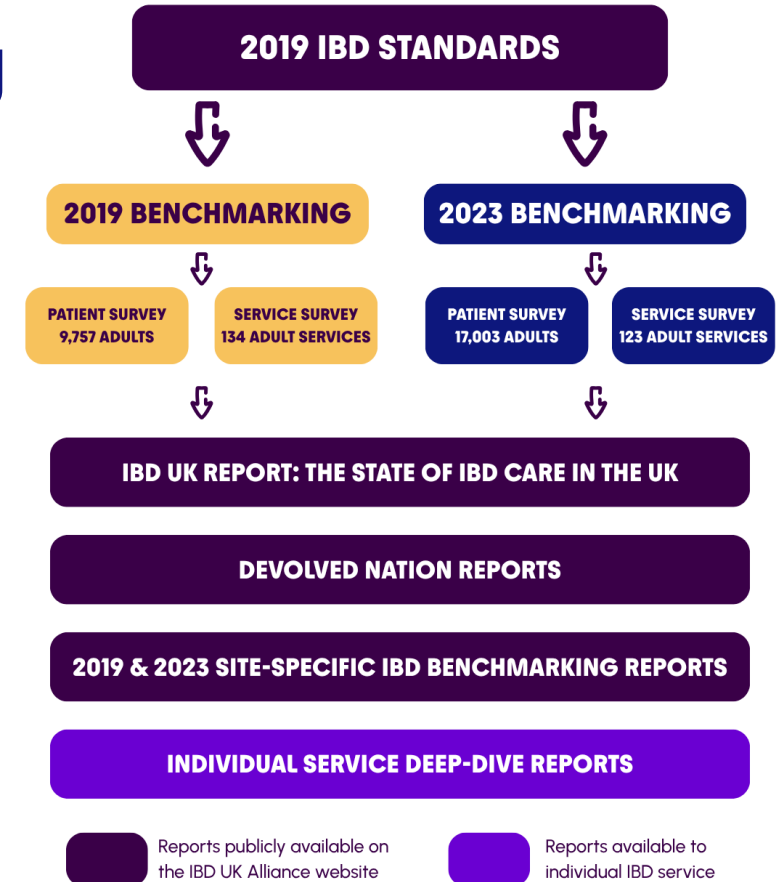 2019 IBD STANDARDS
2019 BENCHMARKING
2023 BENCHMARKING
PATIENT SURVEY
9,757 ADULTS
SERVICE SURVEY
134 ADULT SERVICES
PATIENT SURVEY
17,003 ADULTS
SERVICE SURVEY
123 ADULT SERVICES
IBD UK REPORT: THE STATE OF IBD CARE IN THE UK
DEVOLVED NATION REPORTS
2019 & 2023 SITE-SPECIFIC IBD BENCHMARKING REPORTS
INDIVIDUAL SERVICE DEEP-DIVE REPORTS
Reports publicly available on
the IBD UK Alliance website
Reports available to
individual IBD service